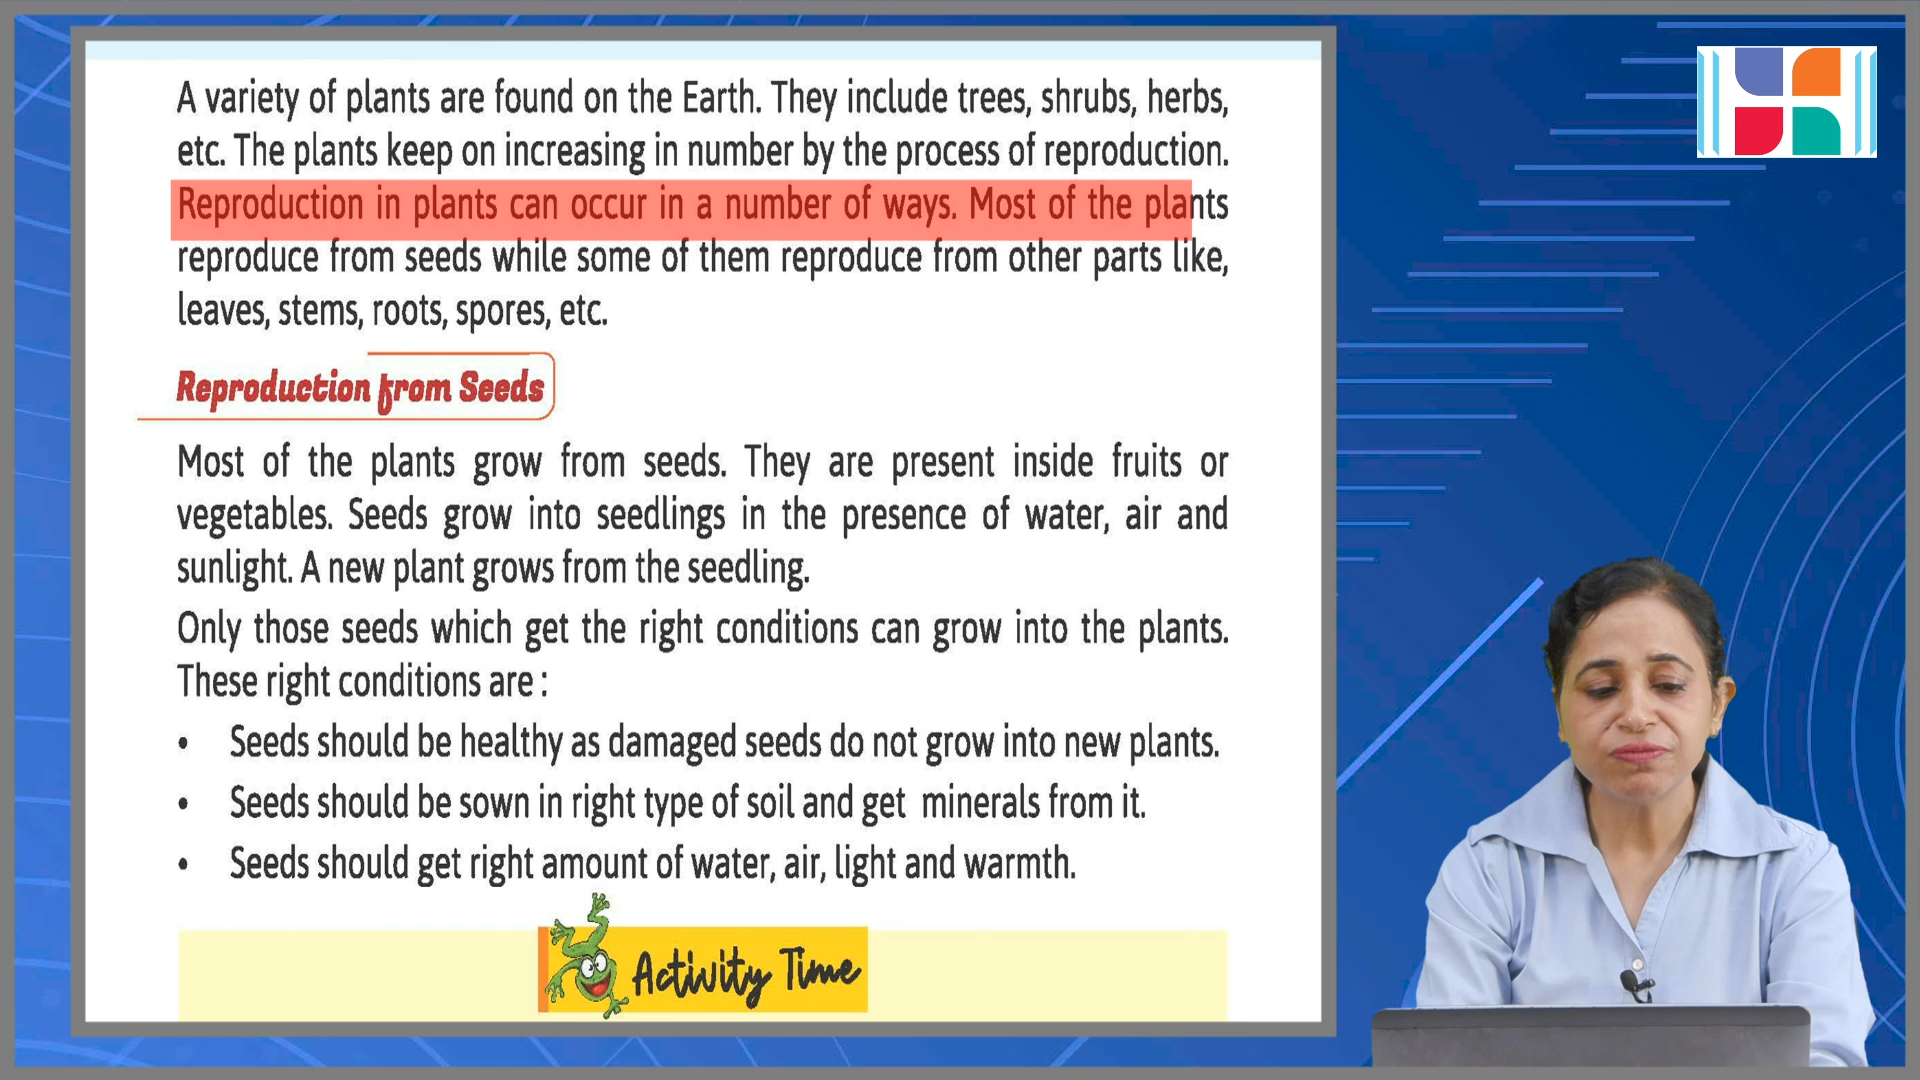 A variety of plants are found on the Earth. They include trees, shrubs, herbs,
etc. The plants keep on increasing in number by the process of reproduction.
Reproduction in plants can occur in a number of ways. Most of the plants
reproduce from seeds while some of them reproduce from other parts like,
leaves, stems, roots, spores, etc.
Reproduction from Seeds
Most of the plants grow from seeds. They are present inside fruits or
vegetables. Seeds grow into seedlings in the presence of water, air and
sunlight. A new plant grows from the seedling.
Only those seeds which get the right conditions can grow into the plants.
These right conditions are :
• Seeds should be healthy as damaged seeds do not grow into new plants.
• Seeds should be sown in right type of soil and get minerals from it.
• Seeds should get right amount of water, air, light and warmth.
Activity Time